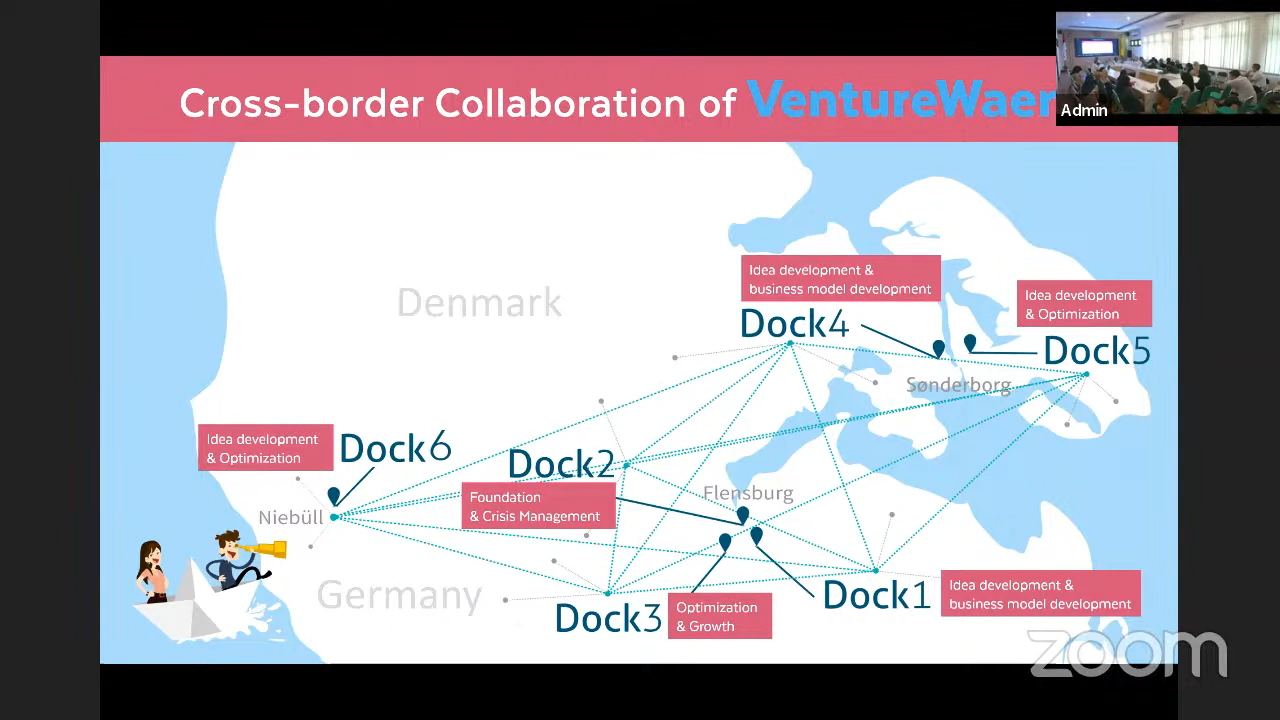 Cross-border Collaboration of VentureWaer
Admin
Denmark
Idea development &
business model development
Dock4
Idea development
& Optimization
Dock5
Sønderborg
Idea development
& Optimization
Dock6
Niebüll
Dock2
Foundation
& Crisis Management
Flensburg
Germany
Dock3
Optimization
& Growth
Dock1
Idea development &
business model development
zoom